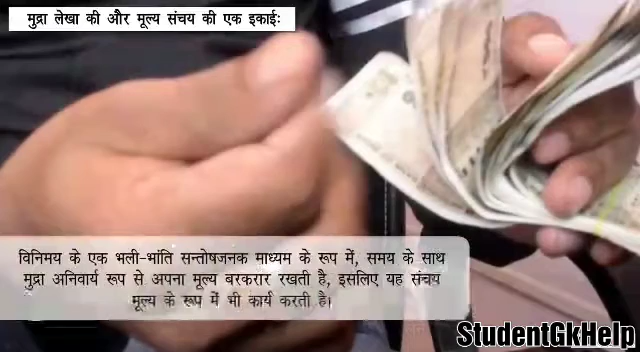 मुद्रा लेखा की और मूल्य संचय की एक इकाई:
विनिमय के एक भली-भांति सन्तोषजनक माध्यम के रूप में, समय के साथ
मुद्रा अनिवार्य रूप से अपना मूल्य बरकरार रखती है, इसलिए यह संचय
मूल्य के रूप में भी कार्य करती है।
StudentGkHelp